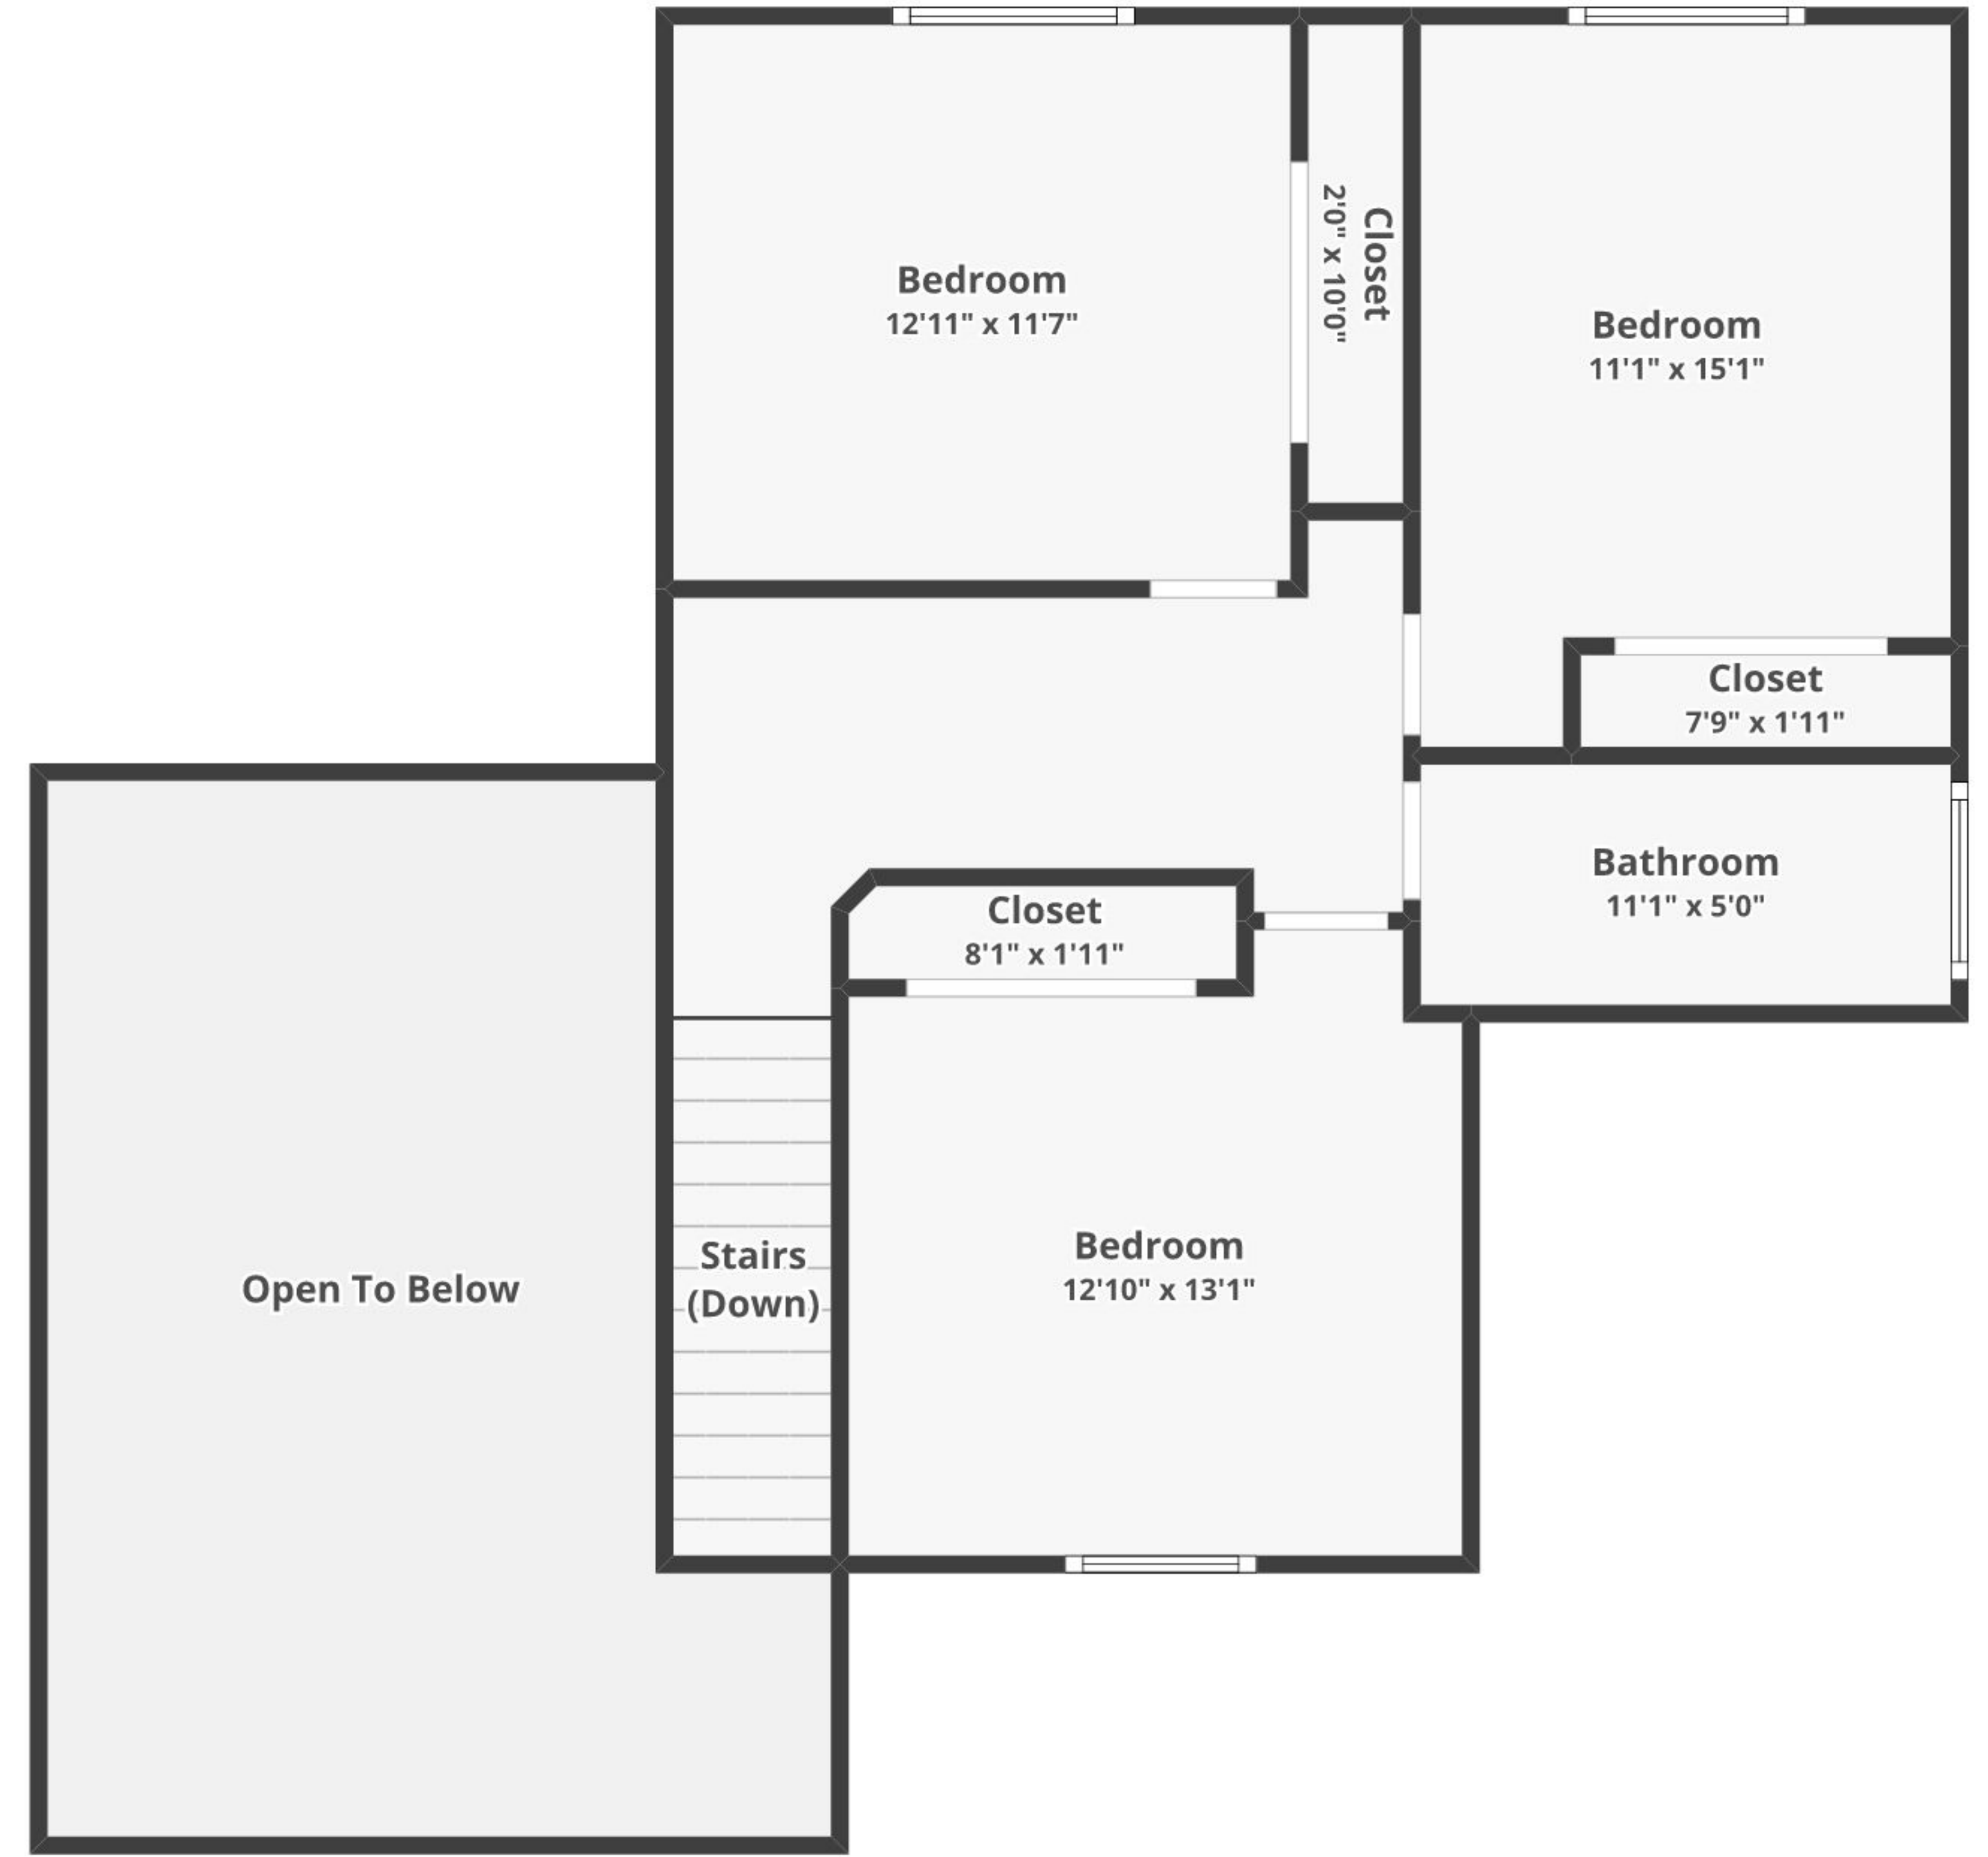 Bedroom
12'11" x 11'7"
Closet
2'0" x 10'0"
Bedroom
11'1" x 15'1"
Closet
7'9" x 1'11"
Bathroom
11'1" x 5'0"
Closet
8'1" x 1'11"
Bedroom
12'10" x 13'1"
Stairs
(Down)
Open To Below